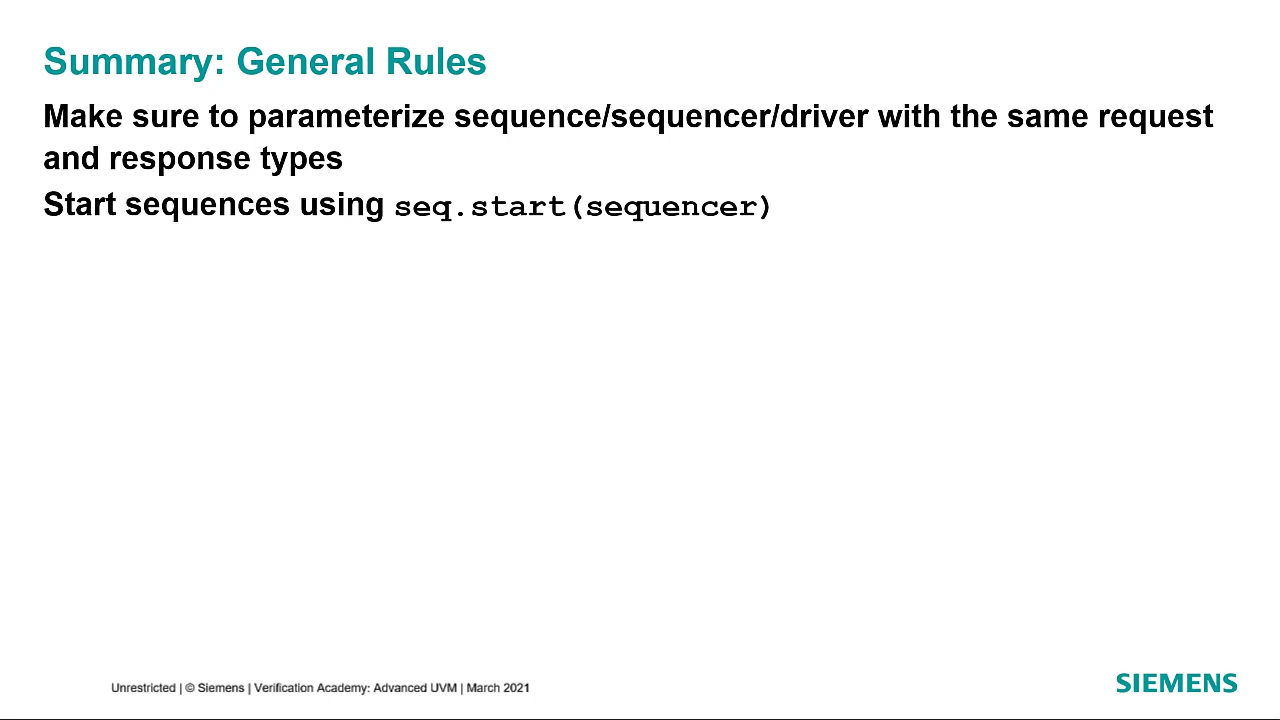 Summary: General Rules
Make sure to parameterize sequence/sequencer/driver with the same request
and response types
Start sequences using seq.start(sequencer)
Unrestricted | © Siemens | Verification Academy: Advanced UVM | March 2021
SIEMENS